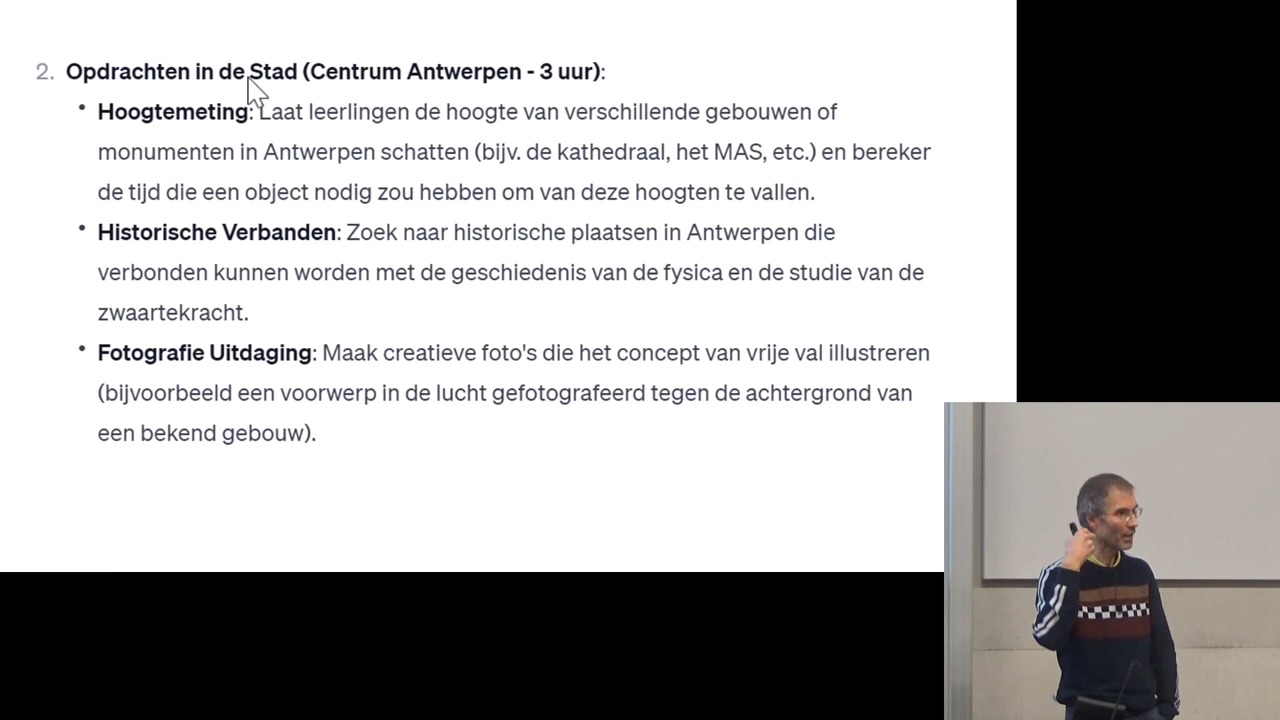 2. Opdrachten in de Stad (Centrum Antwerpen - 3 uur):
• Hoogtemeting: Laat leerlingen de hoogte van verschillende gebouwen of
monumenten in Antwerpen schatten (bijv. de kathedraal, het MAS, etc.) en bereker
de tijd die een object nodig zou hebben om van deze hoogten te vallen.
• Historische Verbanden: Zoek naar historische plaatsen in Antwerpen die
verbonden kunnen worden met de geschiedenis van de fysica en de studie van de
zwaartekracht.
• Fotografie Uitdaging: Maak creatieve foto's die het concept van vrije val illustreren
(bijvoorbeeld een voorwerp in de lucht gefotografeerd tegen de achtergrond van
een bekend gebouw).